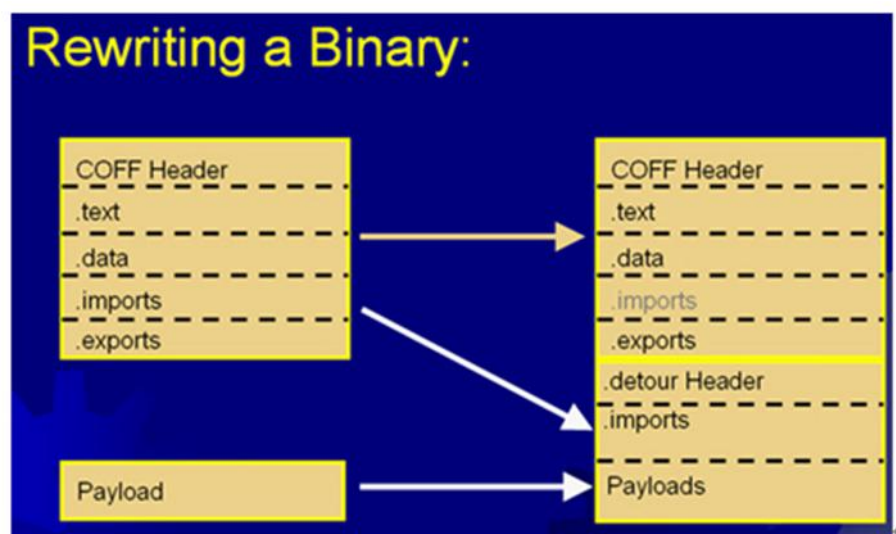 Rewriting a Binary:
COFF Header
.text
.data
.imports
.exports
Payload
COFF Header
.text
.data
.imports
.exports
.detour Header
.imports
Payloads